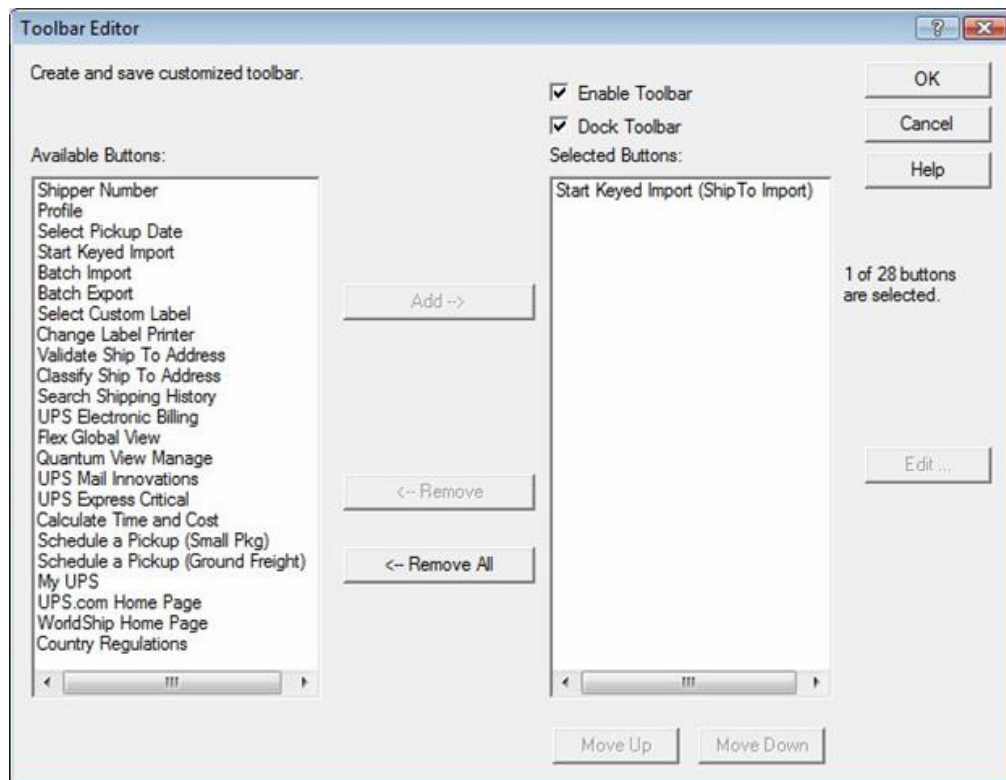 Toolbar Editor
Create and save customized toolbar.
Enable Toolbar
Dock Toolbar
OK
Cancel
Help
Available Buttons:
Shipper Number
Profile
Select Pickup Date
Start Keyed Import
Batch Import
Batch Export
Select Custom Label
Change Label Printer
Validate Ship To Address
Classify Ship To Address
Search Shipping History
UPS Electronic Billing
Flex Global View
Quantum View Manage
UPS Mail Innovations
UPS Express Critical
Calculate Time and Cost
Schedule a Pickup (Small Pkg)
Schedule a Pickup (Ground Freight)
My UPS
UPS.com Home Page
WorldShip Home Page
Country Regulations
Add -->
<-- Remove
<-- Remove All
Selected Buttons:
Start Keyed Import (ShipTo Import)
1 of 28 buttons
are selected.
Edit ...
Move Up
Move Down